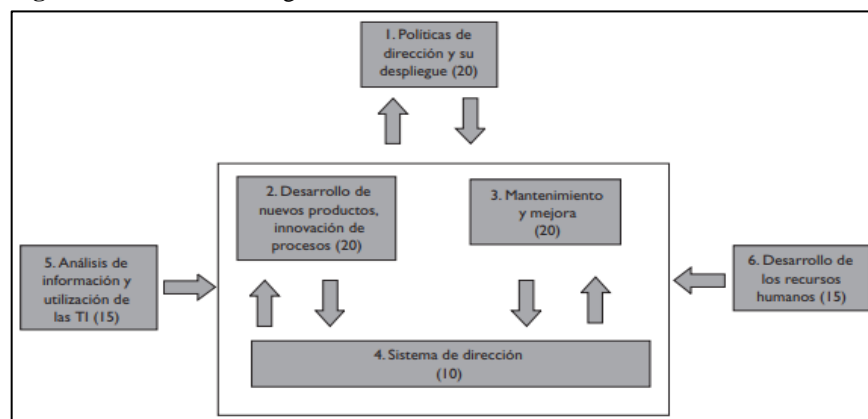 1. Políticas de
dirección y su
despliegue (20)
2. Desarrollo de
nuevos productos,
innovación de
procesos (20)
3. Mantenimiento
y mejora
(20)
5. Análisis de
información y
utilización de
las TI (15)
6. Desarrollo de
los recursos
humanos (15)
4. Sistema de dirección
(10)